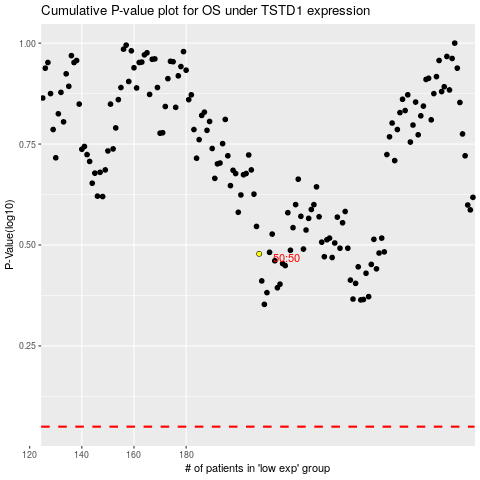 Cumulative P-value plot for OS under TSTD1 expression
P-Value(log10)
1.00
0.75
0.50
0.25
50:50
120 140 160 180
# of patients in 'low exp' group